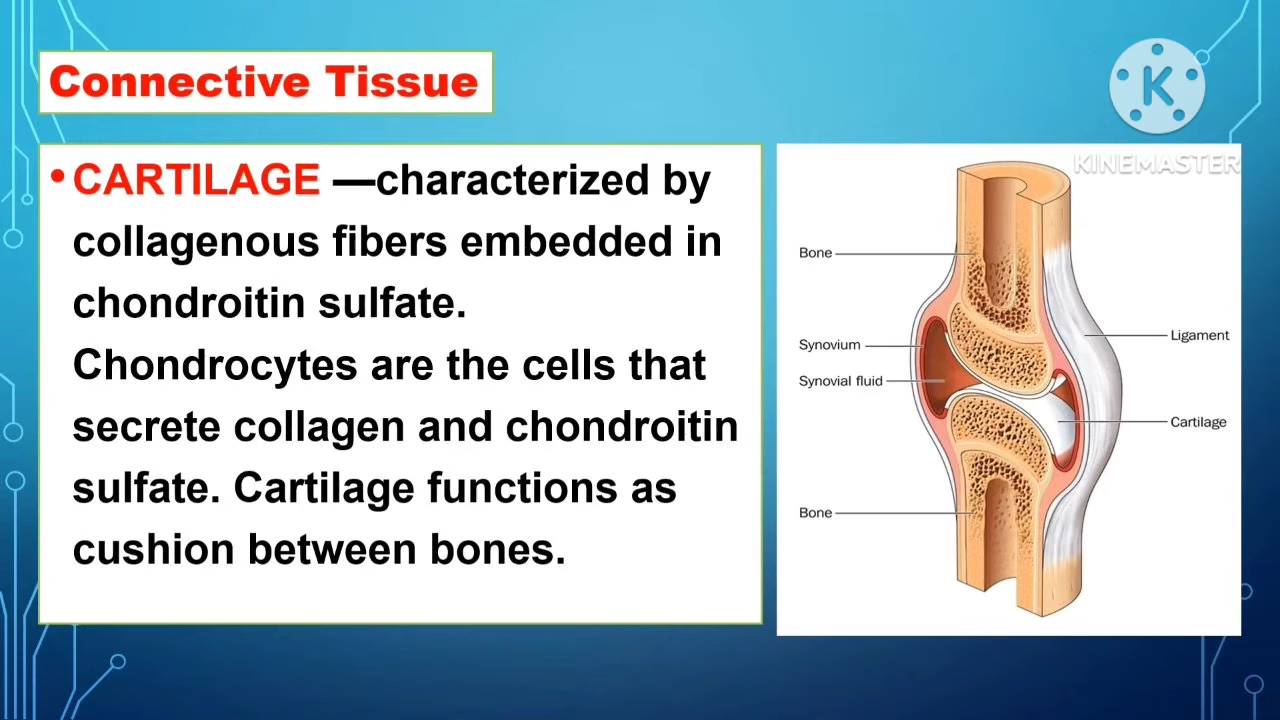 Connective Tissue
• CARTILAGE —characterized by
collagenous fibers embedded in
chondroitin sulfate.
Chondrocytes are the cells that
secrete collagen and chondroitin
sulfate. Cartilage functions as
cushion between bones.
K
KINEMASTER
Bone
Synovium
Synovial fluid
Bone
Ligament
Cartilage